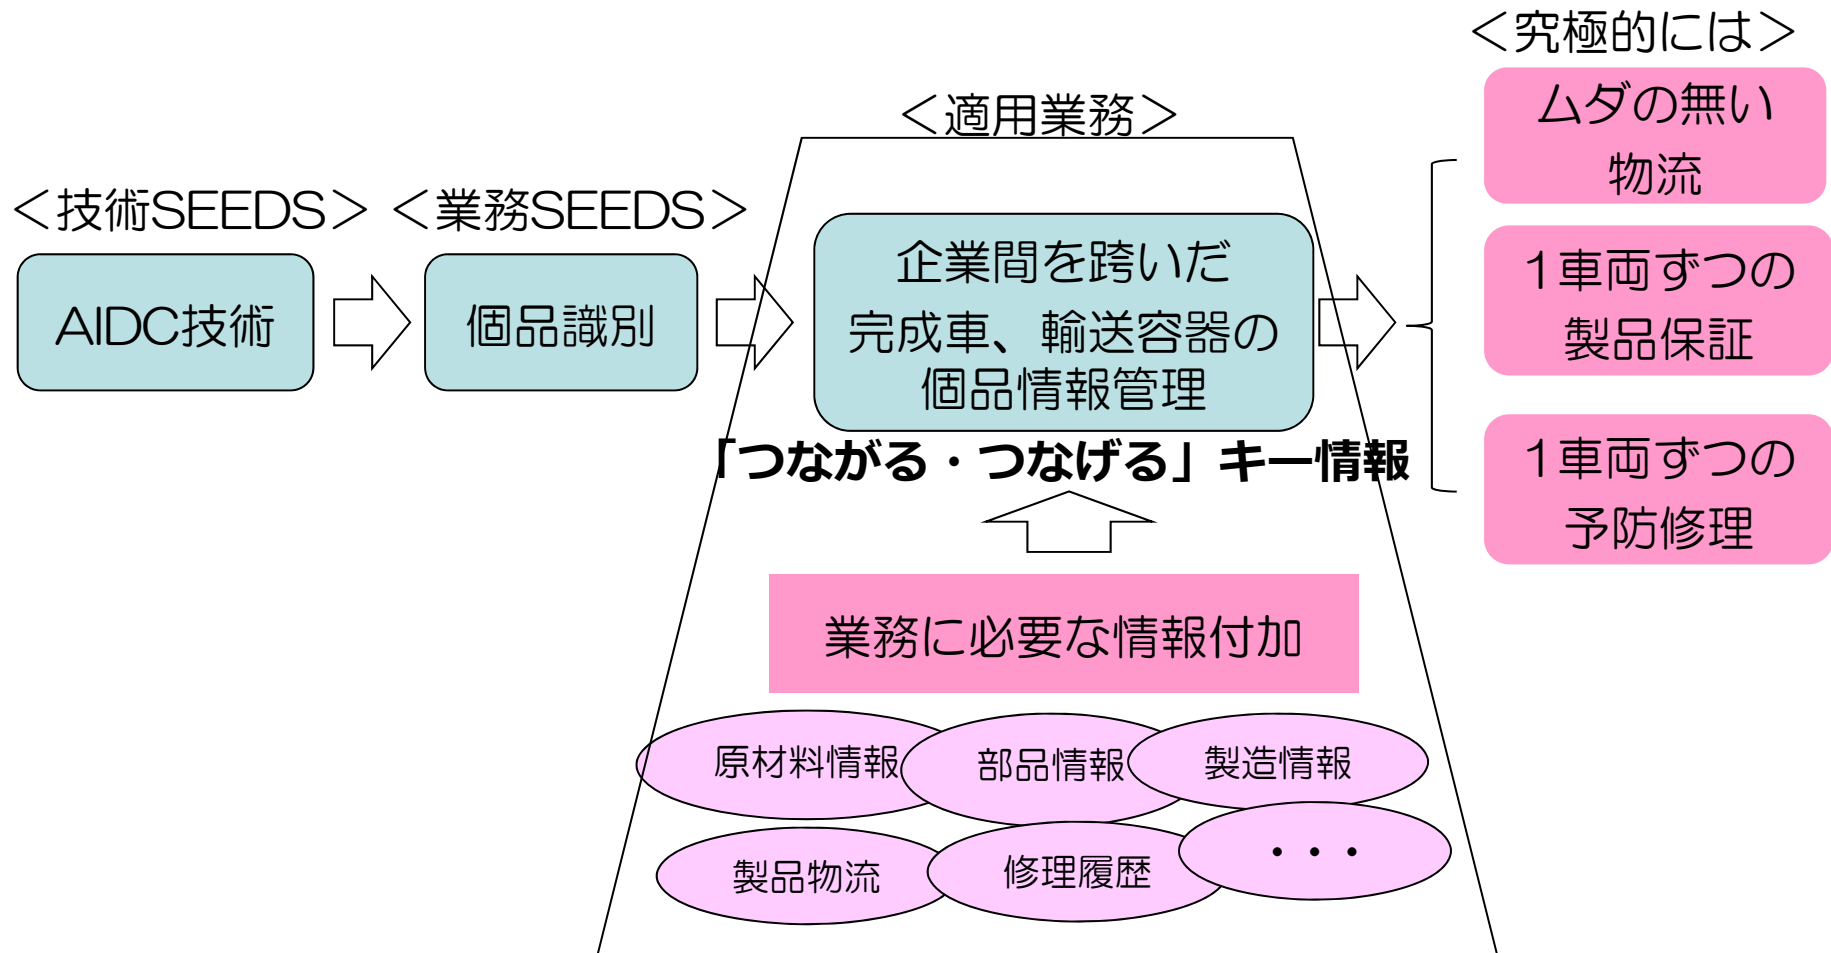 ＜技術SEEDS＞
AIDC技術
＜業務SEEDS＞
個品識別
＜適用業務＞
企業間を跨いだ
完成車、輸送容器の
個品情報管理
「つながる・つなげる」キー情報
業務に必要な情報付加
原材料情報
部品情報
製造情報
製品物流
修理履歴
・・・
＜究極的には＞
ムダの無い
物流
1車両ずつの
製品保証
1車両ずつの
予防修理